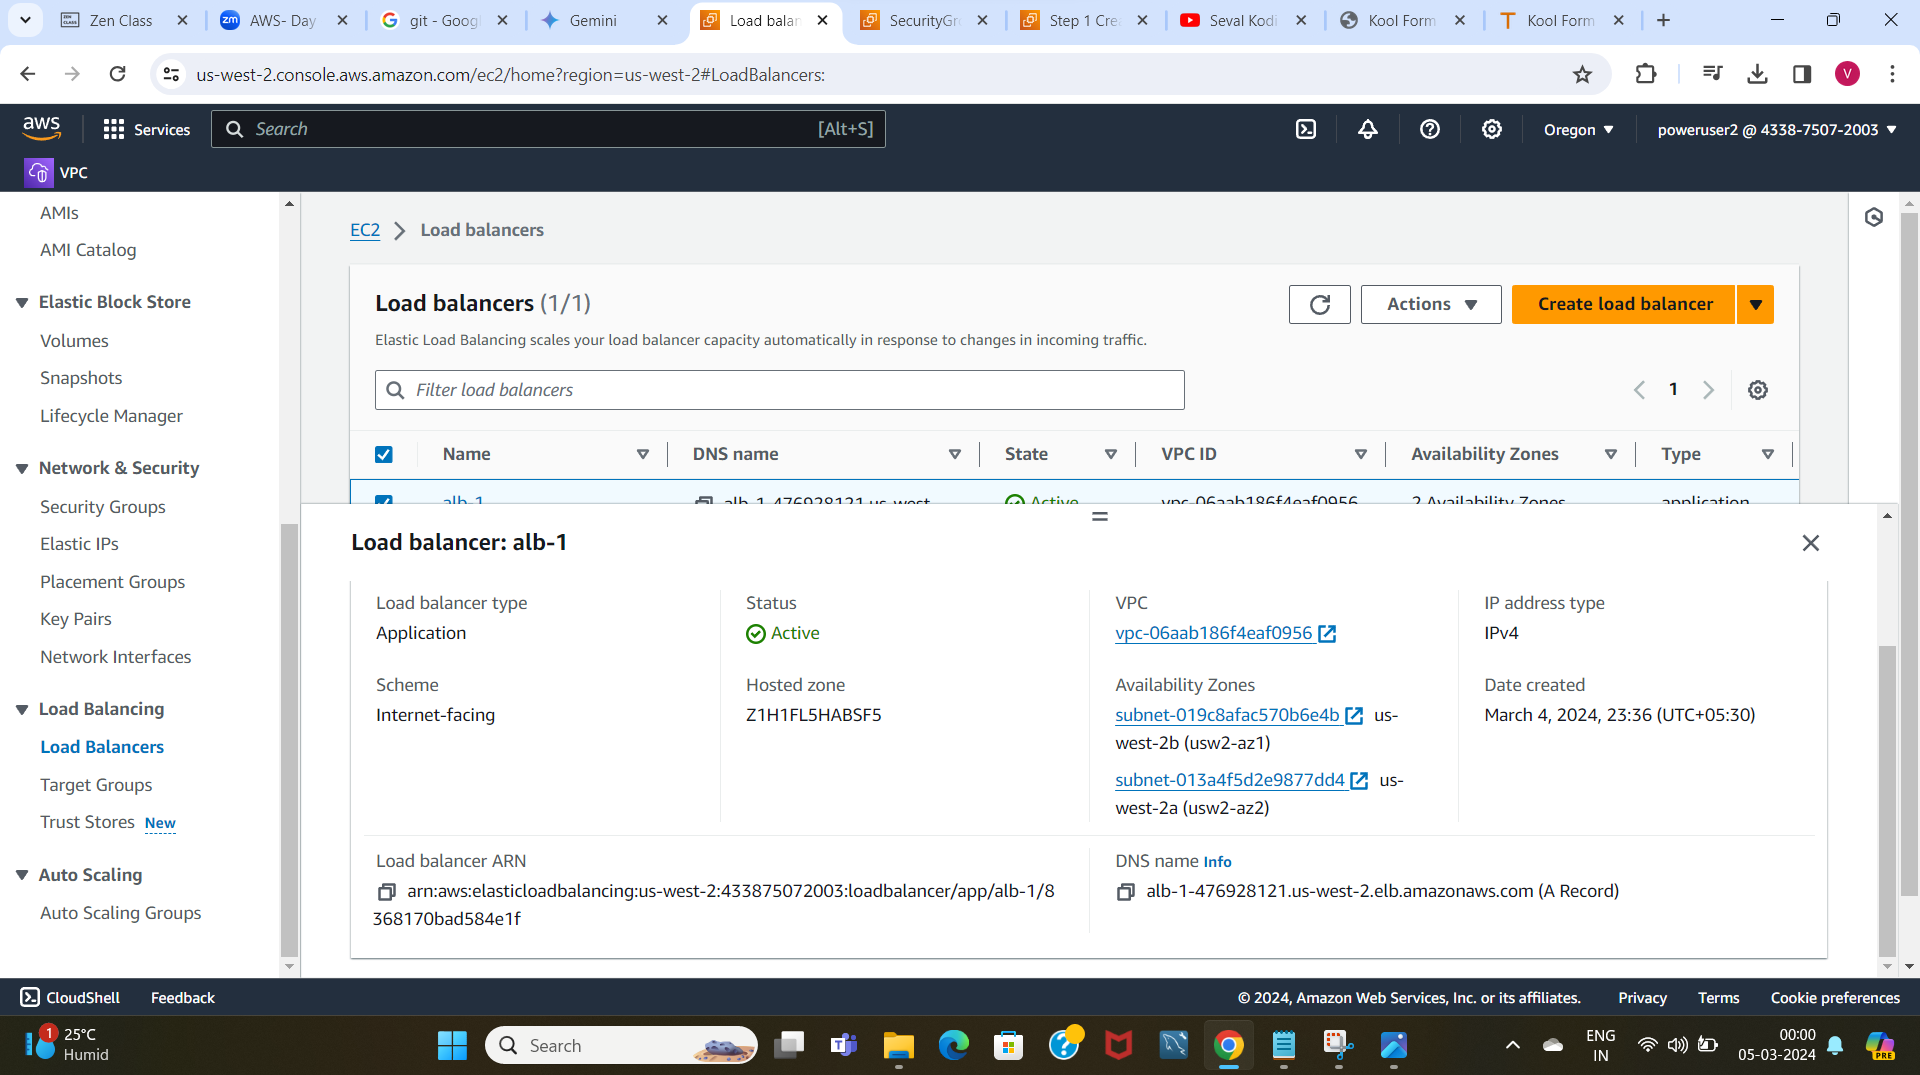 Zen Class
AWS- Day
git - Goog
Gemini
Load balan
SecurityGr
Step 1 Cre
Seval Kodi
Kool Form
Kool Form
us-west-2.console.aws.amazon.com/ec2/home?region=us-west-2#LoadBalancers:
V
aws
Services
Search
[Alt+S]
Oregon
poweruser2 @ 4338-7507-2003
VPC
AMIs
AMI Catalog
Elastic Block Store
Volumes
Snapshots
Lifecycle Manager
Network & Security
Security Groups
Elastic IPs
Placement Groups
Key Pairs
Network Interfaces
Load Balancing
Load Balancers
Target Groups
Trust Stores New
Auto Scaling
Auto Scaling Groups
EC2 > Load balancers
Load balancers (1/1)
Actions
Create load balancer
Elastic Load Balancing scales your load balancer capacity automatically in response to changes in incoming traffic.
Filter load balancers
1
Name
DNS name
State
VPC ID
Availability Zones
Type
alb-1
alb-1-476928121.us-west
Active
vpc-06aab186f4eaf0956
2 Availability Zones
application
Load balancer: alb-1
Load balancer type
Application
Status
Active
VPC
vpc-06aab186f4eaf0956
IP address type
IPv4
Scheme
Internet-facing
Hosted zone
Z1H1FL5HABSF5
Availability Zones
subnet-019c8afac570b6e4b us-
west-2b (usw2-az1)
subnet-013a4f5d2e9877dd4 us-
west-2a (usw2-az2)
Date created
March 4, 2024, 23:36 (UTC+05:30)
Load balancer ARN
arn:aws:elasticloadbalancing:us-west-2:433875072003:loadbalancer/app/alb-1/8
368170bad584e1f
DNS name Info
alb-1-476928121.us-west-2.elb.amazonaws.com (A Record)
CloudShell
Feedback
© 2024, Amazon Web Services, Inc. or its affiliates.
Privacy
Terms
Cookie preferences
1
25°C
Humid
Search
ENG
IN
00:00
05-03-2024
PRE